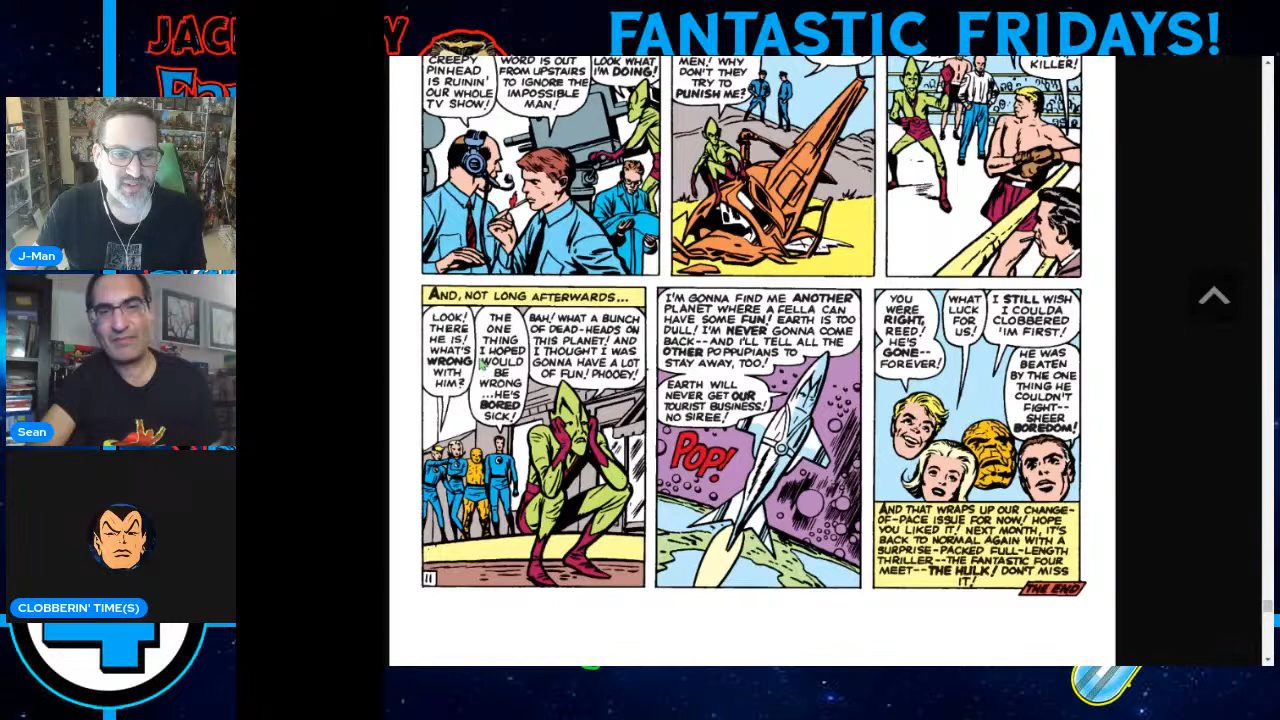 FANTASTIC FRIDAYS!
J-Man
Sean
CLOBBERIN' TIME(S)
CREEPY
PINHEAD
IS RUININ'
OUR WHOLE
TV SHOW!
WORD IS OUT
FROM UPSTAIRS
TO IGNORE THE
IMPOSSIBLE
MAN!
LOOK WHAT
I'M DOING!
MEN! WHY
DON'T THEY
TRY TO
PUNISH ME?
KILLER!
AND, NOT LONG AFTERWARDS...
LOOK!
THERE
HE IS!
WHAT'S
WRONG
WITH
HIM?
THE
ONE
THING
I HOPED
WOULD
BE
WRONG
...HE'S
BORED
SICK!
BAH! WHAT A BUNCH
OF DEAD-HEADS ON
THIS PLANET! AND
I THOUGHT I WAS
GONNA HAVE A LOT
OF FUN! PHOOEY!
11
I'M GONNA FIND ME ANOTHER
PLANET WHERE A FELLA CAN
HAVE SOME FUN! EARTH IS TOO
DULL! I'M NEVER GONNA COME
BACK--AND I'LL TELL ALL THE
OTHER POPPUPIANS TO
STAY AWAY, TOO!
EARTH WILL
NEVER GET OUR
TOURIST BUSINESS!
NO SIREE!
POP!
YOU
WERE
RIGHT,
REED!
HE'S
GONE--
FOREVER!
WHAT
LUCK
FOR
US!
I STILL WISH
I COULDA
CLOBBERED
'IM FIRST!
HE WAS
BEATEN
BY THE ONE
THING HE
COULDN'T
FIGHT--
SHEER
BOREDOM!
AND THAT WRAPS UP OUR CHANGE-
OF-PACE ISSUE FOR NOW! HOPE
YOU LIKED IT! NEXT MONTH, IT'S
BACK TO NORMAL AGAIN WITH A
SURPRISE-PACKED FULL-LENGTH
THRILLER--THE FANTASTIC FOUR
MEET--THE HULK! DON'T MISS
IT!
THE END